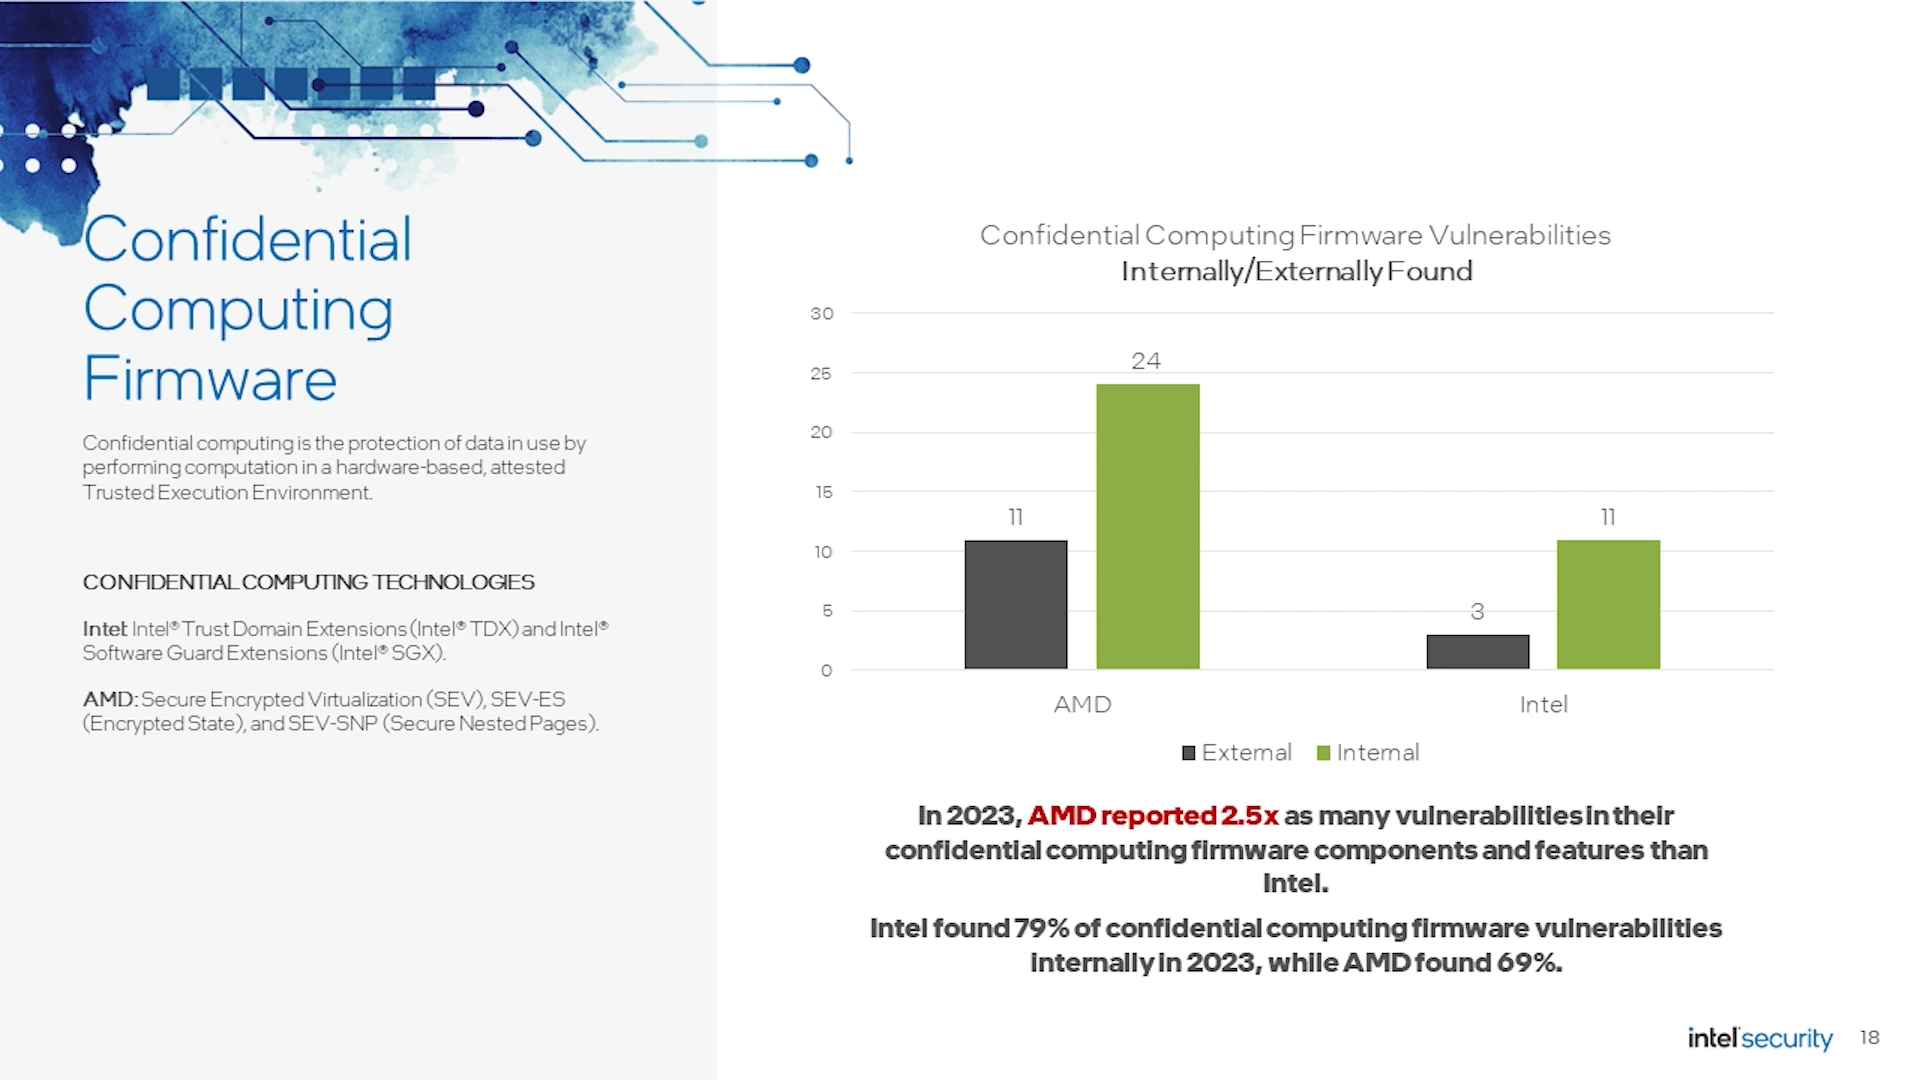 Confidential
Computing
Firmware
Confidential computing is the protection of data in use by
performing computation in a hardware-based, attested
Trusted Execution Environment.
CONFIDENTIAL COMPUTING TECHNOLOGIES
Intel: Intel® Trust Domain Extensions (Intel® TDX) and Intel®
Software Guard Extensions (Intel® SGX).
AMD: Secure Encrypted Virtualization (SEV), SEV-ES
(Encrypted State), and SEV-SNP (Secure Nested Pages).
Confidential Computing Firmware Vulnerabilities
Internally/Externally Found
30
25
20
15
10
5
0
11
24
3
11
AMD
Intel
External
Internal
In 2023, AMD reported 2.5x as many vulnerabilities in their
confidential computing firmware components and features than
Intel.
Intel found 79% of confidential computing firmware vulnerabilities
internally in 2023, while AMD found 69%.
intel security
18